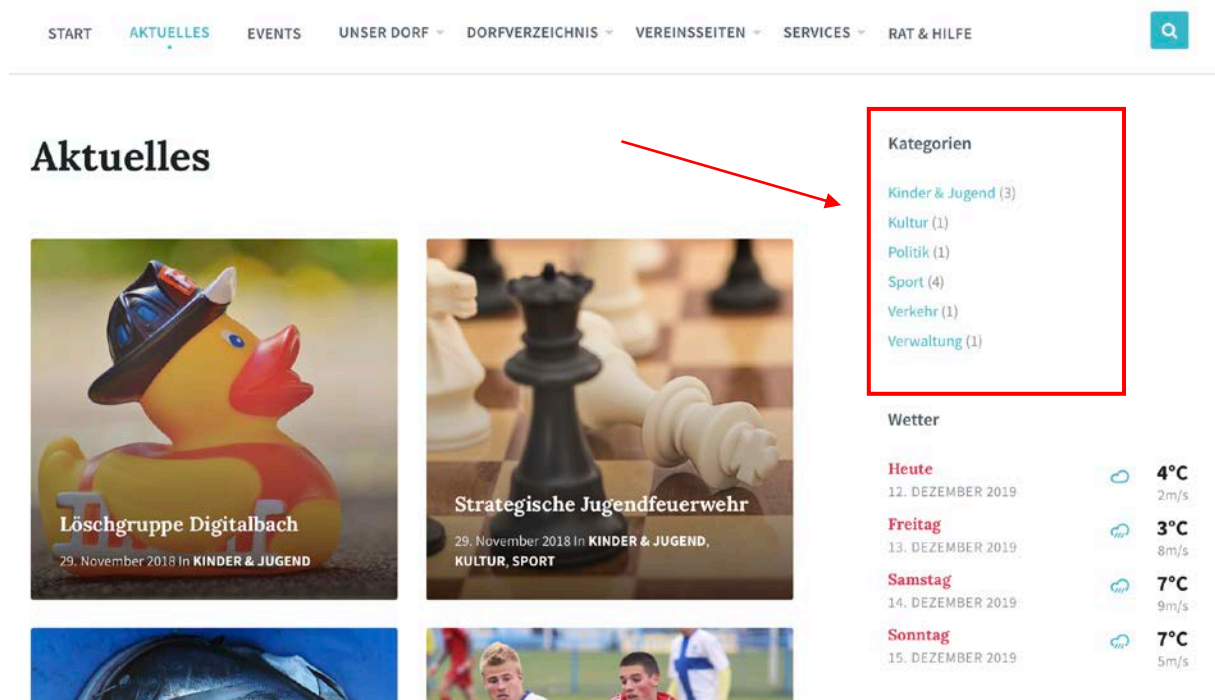 START AKTUELLES EVENTS UNSER DORF DORFVERZEICHNIS VEREINSSEITEN SERVICES RAT & HILFE
Aktuelles
Löschgruppe Digitalbach
29. November 2018 In KINDER & JUGEND
Strategische Jugendfeuerwehr
29. November 2018 In KINDER & JUGEND,
KULTUR, SPORT
Kategorien
Kinder & Jugend (3)
Kultur (1)
Politik (1)
Sport (4)
Verkehr (1)
Verwaltung (1)
Wetter
Heute 4°C
12. DEZEMBER 2019 2m/s
Freitag 3°C
13. DEZEMBER 2019 8m/s
Samstag 7°C
14. DEZEMBER 2019 9m/s
Sonntag 7°C
15. DEZEMBER 2019 5m/s